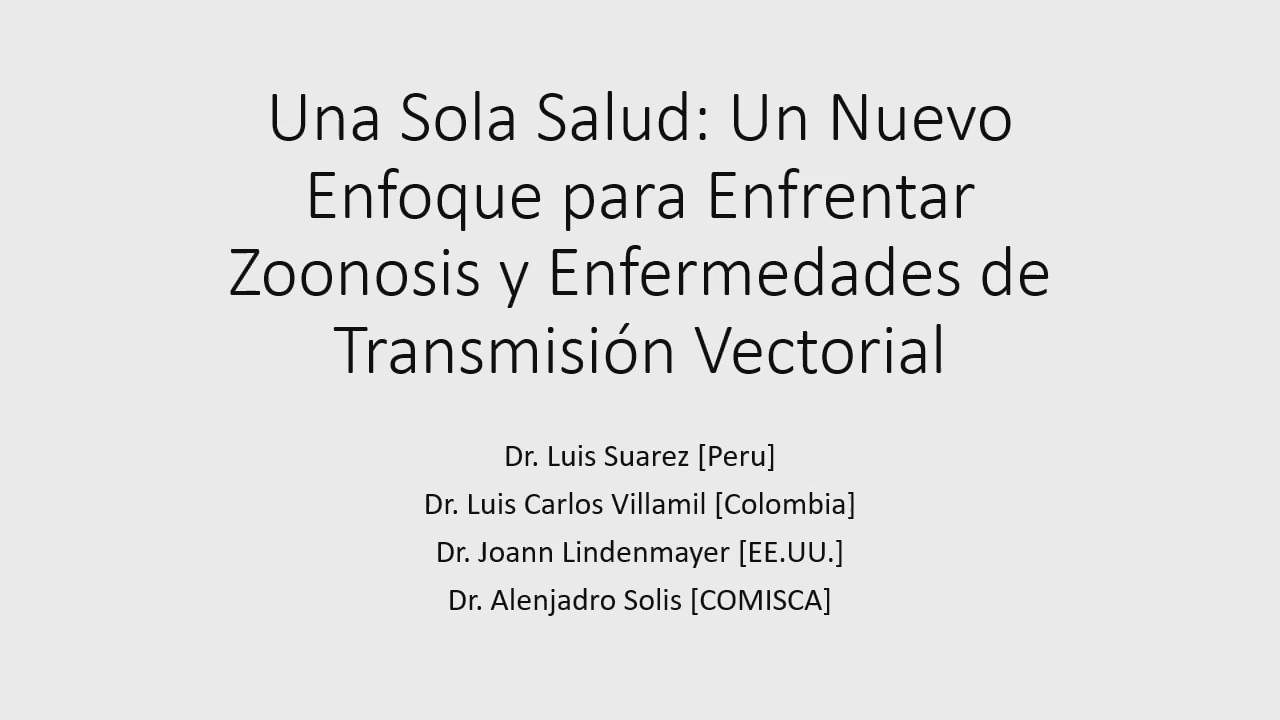 Una Sola Salud: Un Nuevo
Enfoque para Enfrentar
Zoonosis y Enfermedades de
Transmisión Vectorial
Dr. Luis Suarez [Peru]
Dr. Luis Carlos Villamil [Colombia]
Dr. Joann Lindenmayer [EE.UU.]
Dr. Alenjadro Solis [COMISCA]